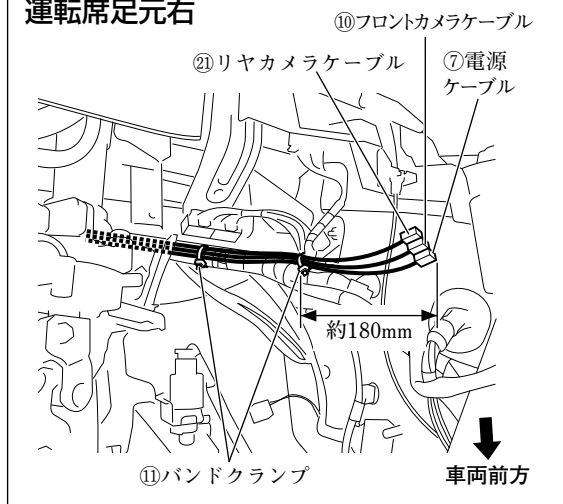 運転席足元右
⑩フロントカメラケーブル
㉑リヤカメラケーブル
⑦電源
ケーブル
約180mm
⑪バンドクランプ
車両前方